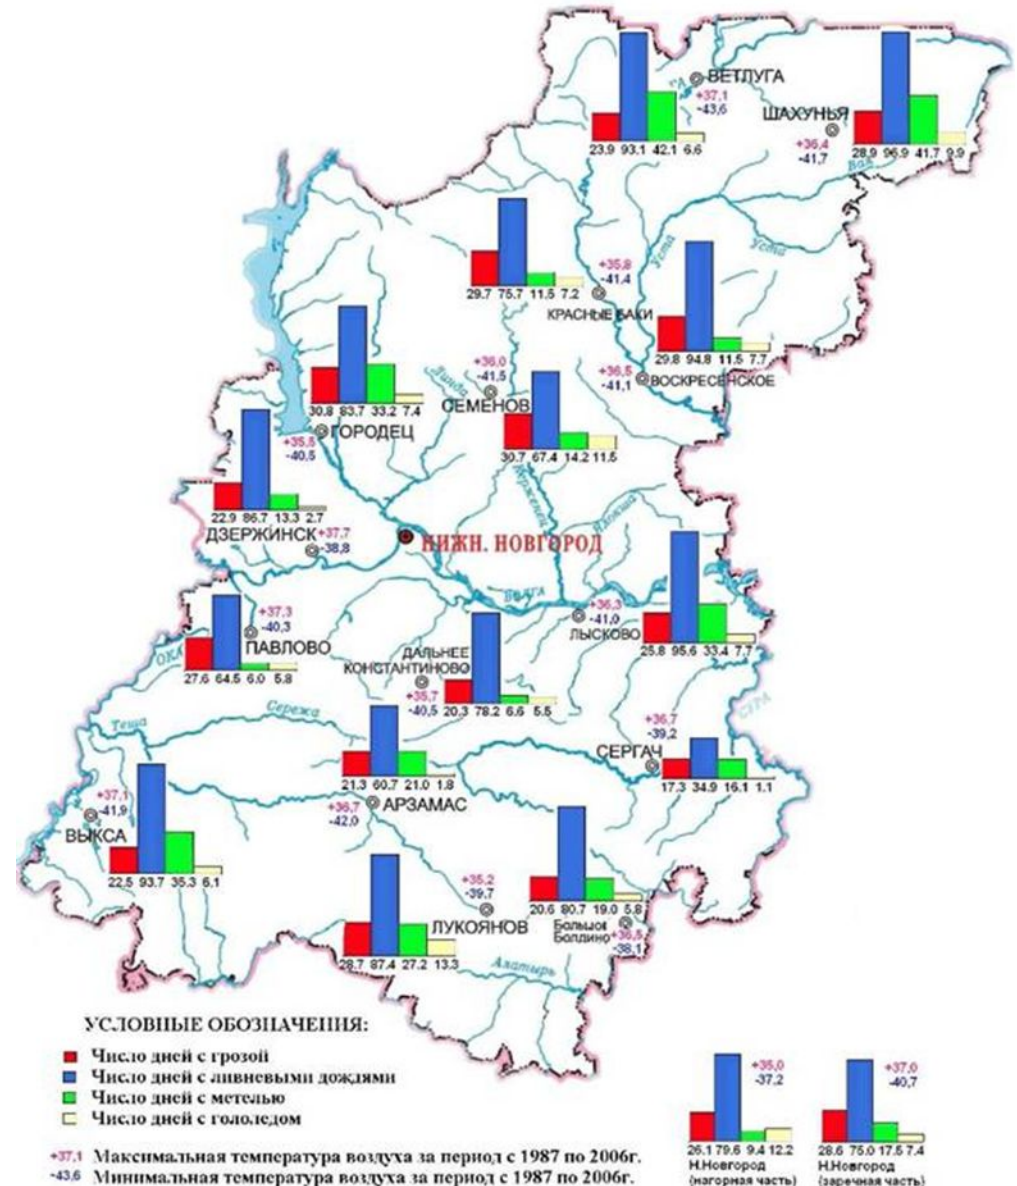 ВЕТЛУГА
+37,1
-43,6
23.9 93.1 42.1 6.6
ШАХУНЬЯ
+36,4
-41,7
28.9 96.9 41.7 9.9
Уста
Уста
29.7 75.7 11.5 7.2
+35,8
-41.4
КРАСНЫЕ БАКИ
29.8 94.8 11.5 7.7
+36,5
-41,1
ВОСКРЕСЕНСКОЕ
30.8 83.7 33.2 7.4
+35,5
-40,5
ГОРОДЕЦ
Линда
+36,0
-41,5
СЕМЕНОВ
30.7 67.4 14.2 11.5
22.9 86.7 13.3 2.7
ДЗЕРЖИНСК
+37,7
-38,8
НИЖН. НОВГОРОД
Керженец
ВОЛГА
+36,3
-41,0
ЛЫСКОВО
25.8 95.6 33.4 7.7
+37,3
-40,3
ПАВЛОВО
ОКА
27.6 64.5 6.0 5.8
ДАЛЬНЕЕ
КОНСТАНТИНОВО
+35,7
-40,5
20.3 78.2 6.6 5.5
СУРА
Теша
Сережа
21.3 60.7 21.0 1.8
+36,7
-42,0
АРЗАМАС
+36,7
-39,2
СЕРГАЧ
17.3 34.9 16.1 1.1
+37,1
-41,9
ВЫКСА
22.5 93.7 35.3 6.1
28.7 87.4 27.2 13.3
+35,2
-39,7
ЛУКОЯНОВ
20.6 80.7 19.0 5.8
Большое
Болдино
+36,5
-38,1
Алатырь
УСЛОВНЫЕ ОБОЗНАЧЕНИЯ:
Число дней с грозой
Число дней с ливневыми дождями
Число дней с метелью
Число дней с гололедом
+37,1 Максимальная температура воздуха за период с 1987 по 2006г.
-43,6 Минимальная температура воздуха за период с 1987 по 2006г.
+35,0
-37,2
26.1 79.6 9.4 12.2
Н.Новгород
(нагорная часть)
+37,0
-40,7
28.6 75.0 17.5 7.4
Н.Новгород
(заречная часть)